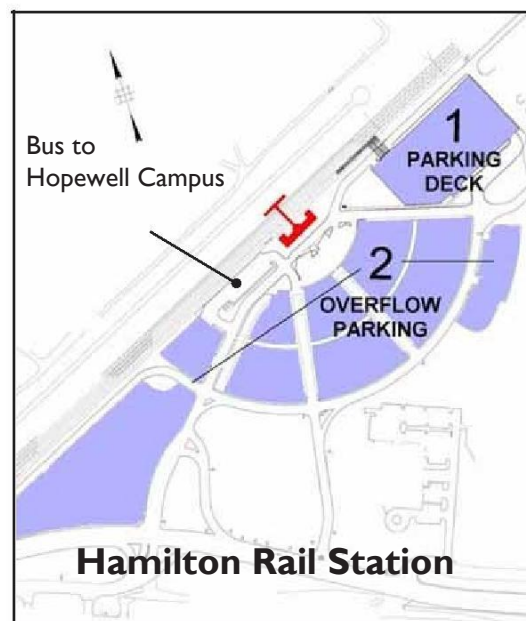 Bus to
Hopewell Campus
1
PARKING
DECK
2
OVERFLOW
PARKING
Hamilton Rail Station